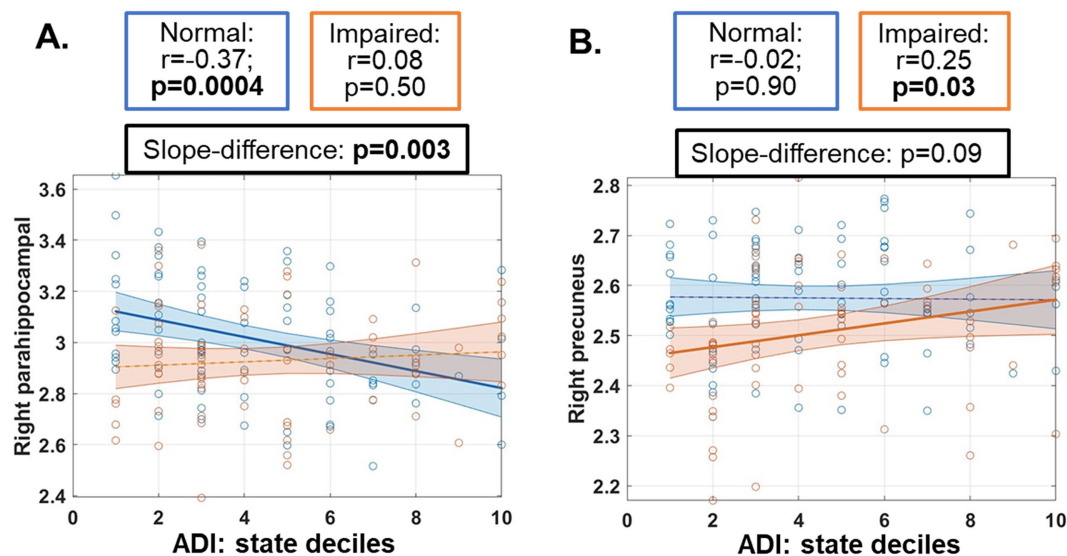 A.
Normal:
r=-0.37;
p=0.0004
Impaired:
r=0.08
p=0.50
Slope-difference: p=0.003
Right parahippocampal
3.6
3.4
3.2
3
2.8
2.6
2.4
0 2 4 6 8 10
ADI: state deciles
B.
Normal:
r=-0.02;
p=0.90
Impaired:
r=0.25
p=0.03
Slope-difference: p=0.09
Right precuneus
2.8
2.7
2.6
2.5
2.4
2.3
2.2
0 2 4 6 8 10
ADI: state deciles